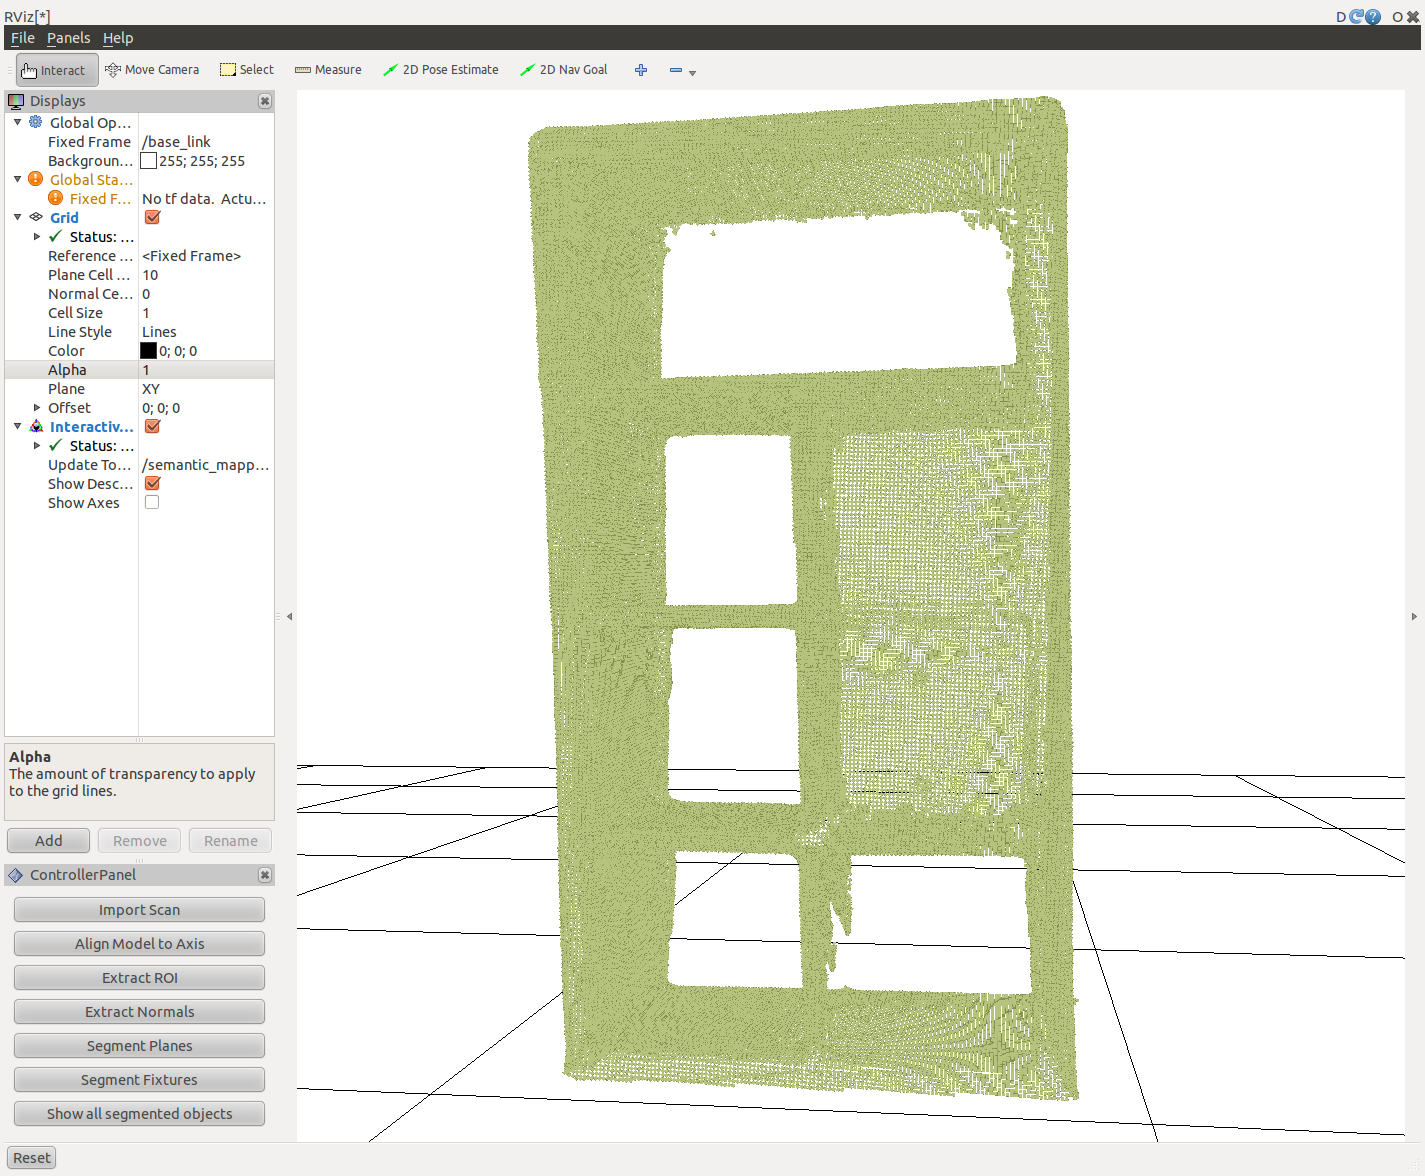 RViz[*]
D O
File Panels Help
Interact Move Camera Select Measure 2D Pose Estimate 2D Nav Goal
Displays
Global Op...
Fixed Frame /base_link
Backgroun... 255; 255; 255
Global Sta...
Fixed F... No tf data. Actu...
Grid
Status: ...
Reference ... <Fixed Frame>
Plane Cell ... 10
Normal Ce... 0
Cell Size 1
Line Style Lines
Color 0; 0; 0
Alpha 1
Plane XY
Offset 0; 0; 0
Interactiv...
Status: ...
Update To... /semantic_mapp...
Show Desc...
Show Axes
Alpha
The amount of transparency to apply
to the grid lines.
Add Remove Rename
ControllerPanel
Import Scan
Align Model to Axis
Extract ROI
Extract Normals
Segment Planes
Segment Fixtures
Show all segmented objects
Reset